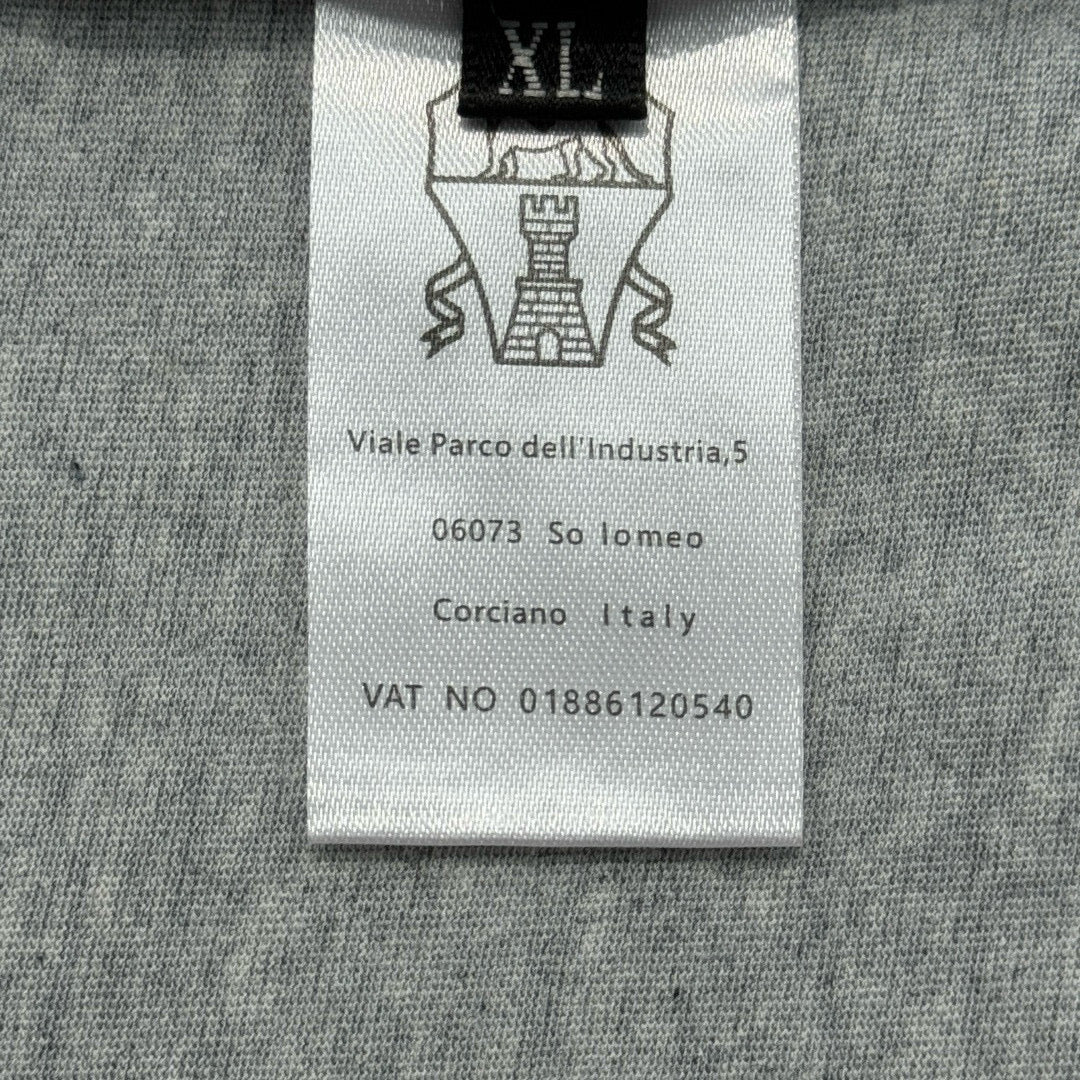 XL
Viale Parco dell'Industria,5
06073 So lomeo
Corciano Italy
VAT NO 01886120540